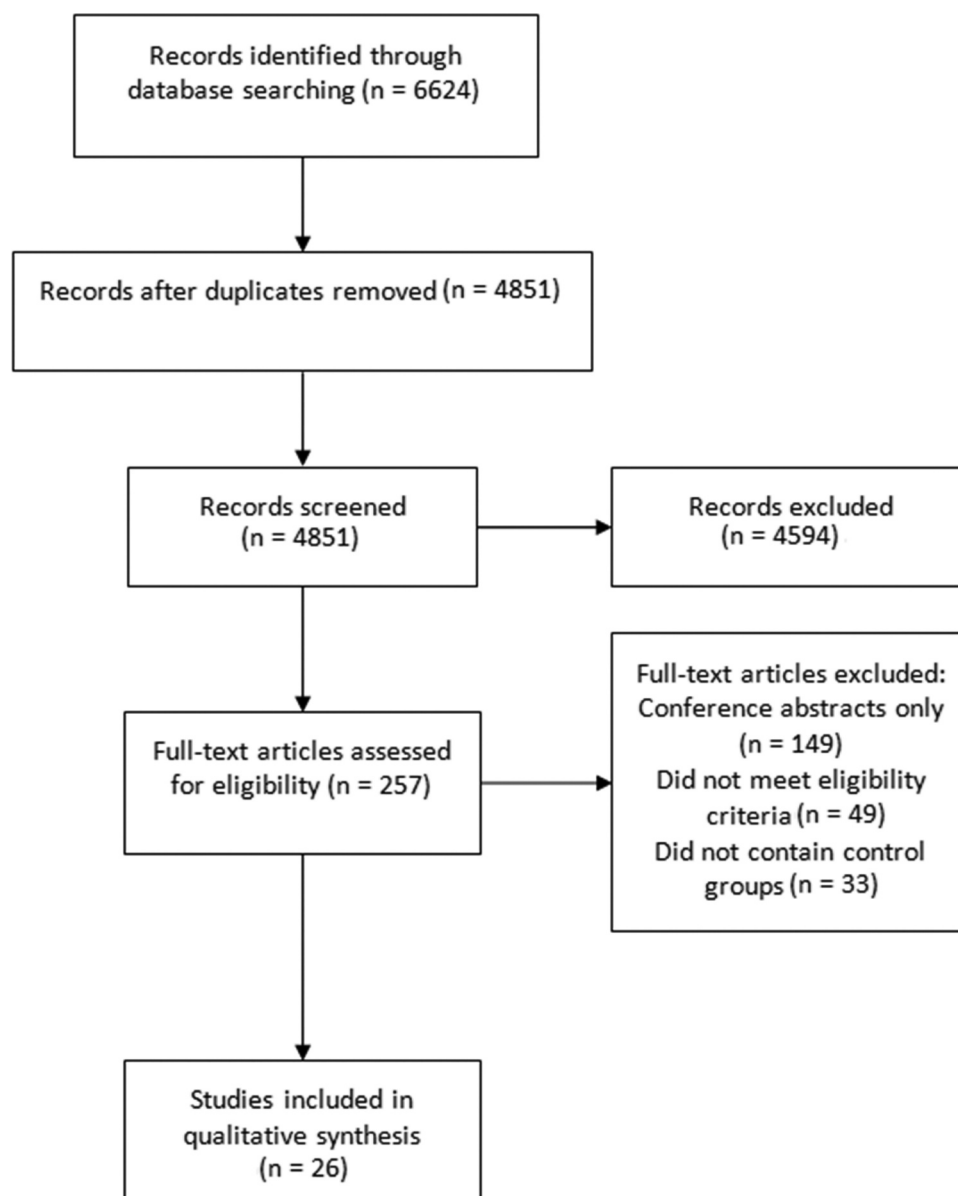 Records identified through
database searching (n = 6624)
Records after duplicates removed (n = 4851)
Records screened
(n = 4851)
Records excluded
(n = 4594)
Full-text articles assessed
for eligibility (n = 257)
Full-text articles excluded:
Conference abstracts only
(n = 149)
Did not meet eligibility
criteria (n = 49)
Did not contain control
groups (n = 33)
Studies included in
qualitative synthesis
(n = 26)